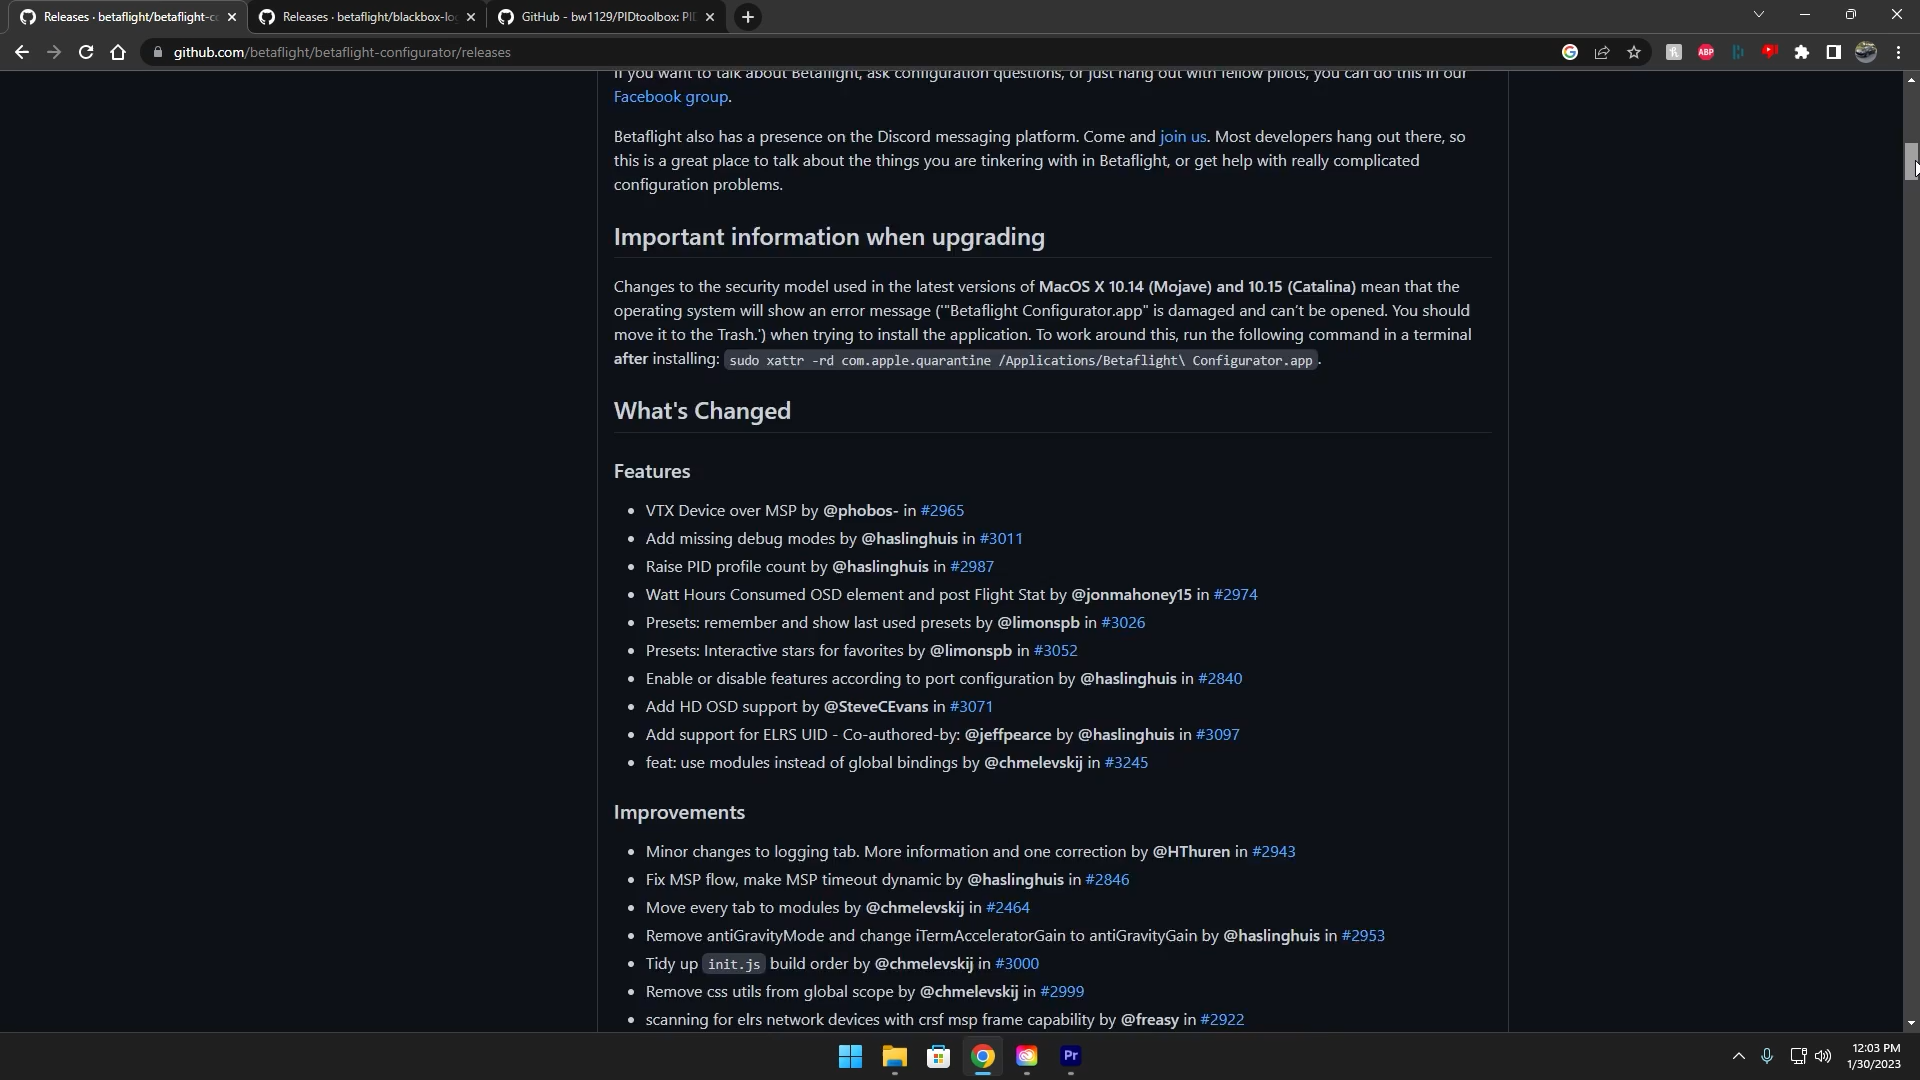 Releases · betaflight/betaflight-co
Releases · betaflight/blackbox-lo
GitHub - bw1129/PIDtoolbox: PI
github.com/betaflight/betaflight-configurator/releases
ABP
If you want to talk about Betaflight, ask configuration questions, or just hang out with fellow pilots, you can do this in our
Facebook group.
Betaflight also has a presence on the Discord messaging platform. Come and join us. Most developers hang out there, so
this is a great place to talk about the things you are tinkering with in Betaflight, or get help with really complicated
configuration problems.
Important information when upgrading
Changes to the security model used in the latest versions of MacOS X 10.14 (Mojave) and 10.15 (Catalina) mean that the
operating system will show an error message ('"Betaflight Configurator.app" is damaged and can't be opened. You should
move it to the Trash.') when trying to install the application. To work around this, run the following command in a terminal
after installing: sudo xattr -rd com.apple.quarantine /Applications/Betaflight\ Configurator.app.
What's Changed
Features
• VTX Device over MSP by @phobos- in #2965
• Add missing debug modes by @haslinghuis in #3011
• Raise PID profile count by @haslinghuis in #2987
• Watt Hours Consumed OSD element and post Flight Stat by @jonmahoney15 in #2974
• Presets: remember and show last used presets by @limonspb in #3026
• Presets: Interactive stars for favorites by @limonspb in #3052
• Enable or disable features according to port configuration by @haslinghuis in #2840
• Add HD OSD support by @SteveCEvans in #3071
• Add support for ELRS UID - Co-authored-by: @jeffpearce by @haslinghuis in #3097
• feat: use modules instead of global bindings by @chmelevskij in #3245
Improvements
• Minor changes to logging tab. More information and one correction by @HThuren in #2943
• Fix MSP flow, make MSP timeout dynamic by @haslinghuis in #2846
• Move every tab to modules by @chmelevskij in #2464
• Remove antiGravityMode and change iTermAcceleratorGain to antiGravityGain by @haslinghuis in #2953
• Tidy up init.js build order by @chmelevskij in #3000
• Remove css utils from global scope by @chmelevskij in #2999
• scanning for elrs network devices with crsf msp frame capability by @freasy in #2922
Pr
12:03 PM
1/30/2023